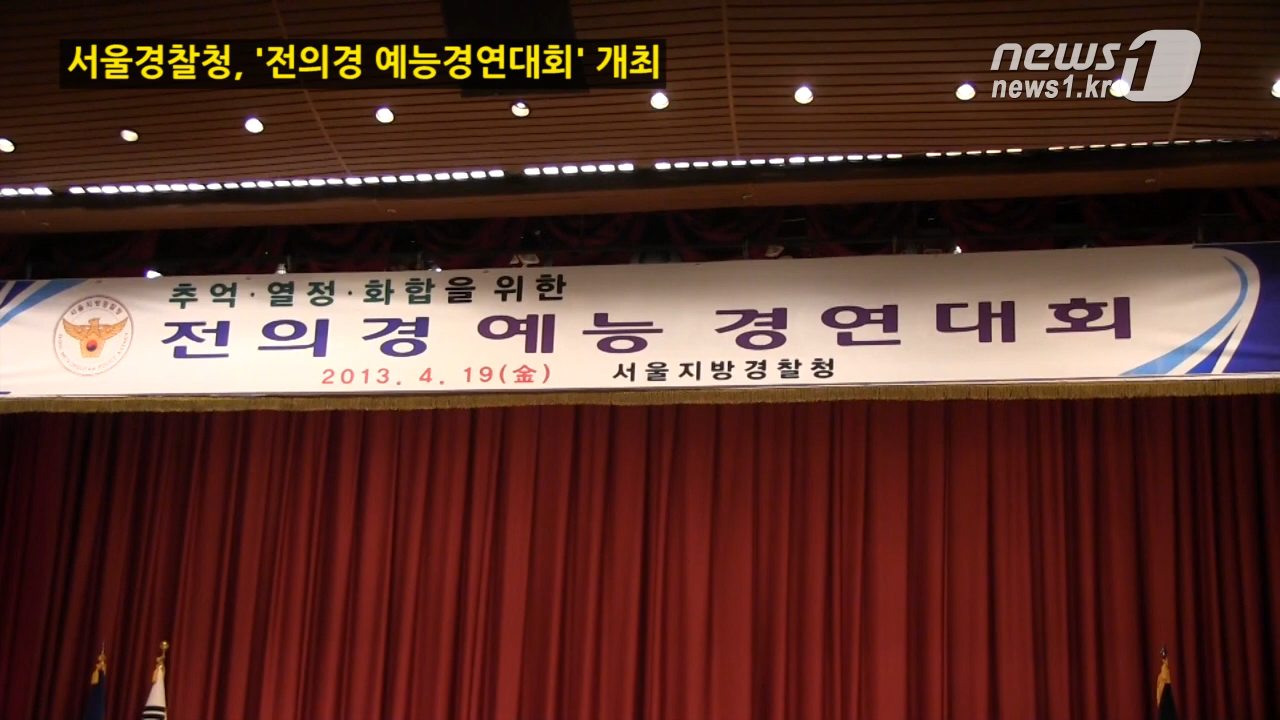 서울경찰청, '전의경 예능경연대회' 개최
news1
news1.kr
추억·열정·화합을 위한
전의경 예능 경연대회
2013. 4. 19(金) 서울지방경찰청